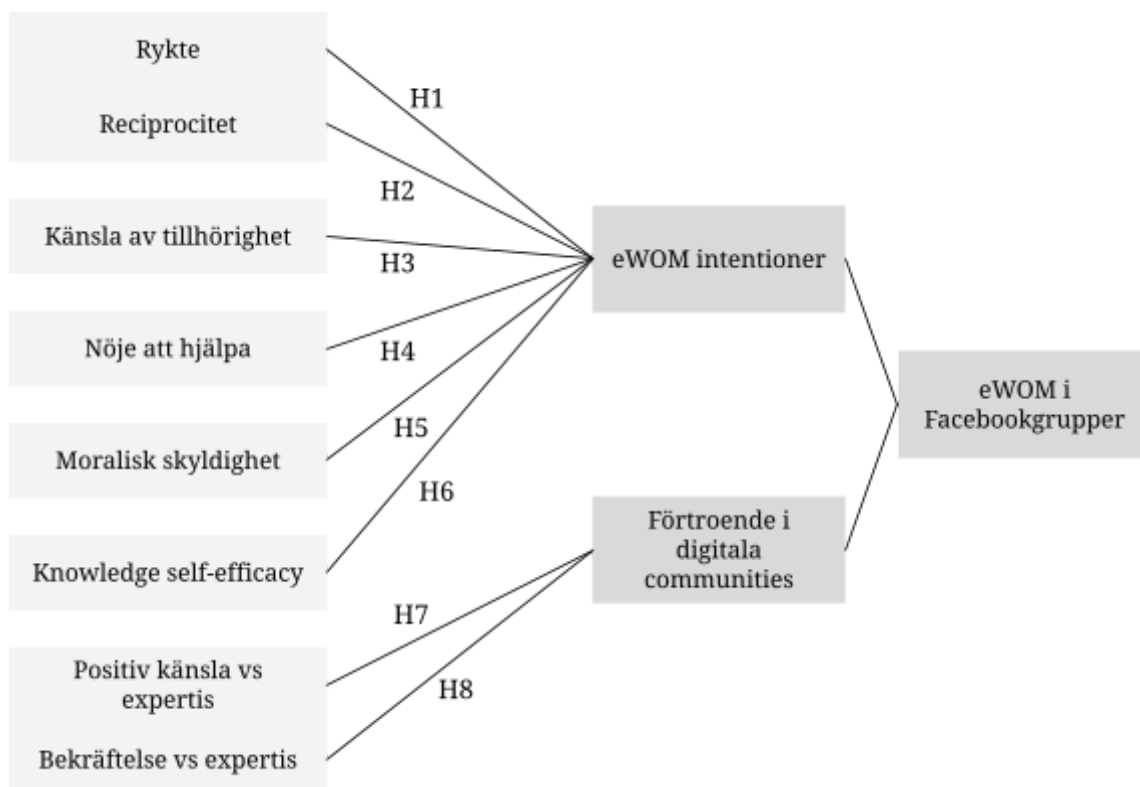 Rykte
Reciprocitet
Känsla av tillhörighet
Nöje att hjälpa
Moralisk skyldighet
Knowledge self-efficacy
Positiv känsla vs
expertis
Bekräftelse vs expertis
H1
H2
H3
H4
H5
H6
H7
H8
eWOM intentioner
Förtroende i
digitala
communities
eWOM i
Facebookgrupper